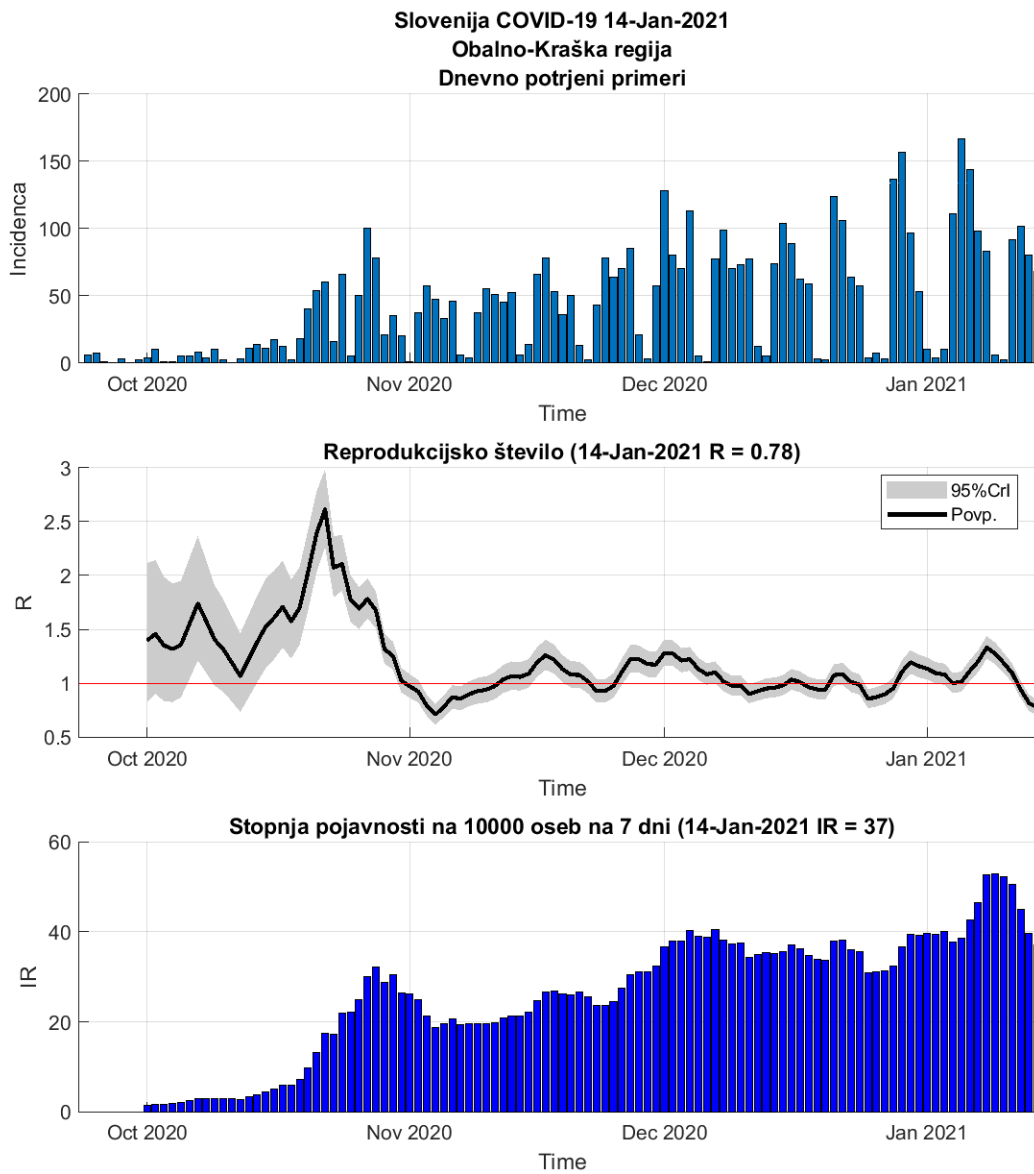 Slovenija COVID-19 14-Jan-2021
Obalno-Kraška regija
Dnevno potrjeni primeri
200
150
100
50
0
Incidenca
Oct 2020 Nov 2020 Dec 2020 Jan 2021
Time
Reprodukcijsko število (14-Jan-2021 R = 0.78)
3
2.5
2
1.5
1
0.5
R
95%CrI
Povp.
Oct 2020 Nov 2020 Dec 2020 Jan 2021
Time
Stopnja pojavnosti na 10000 oseb na 7 dni (14-Jan-2021 IR = 37)
60
40
20
0
IR
Oct 2020 Nov 2020 Dec 2020 Jan 2021
Time